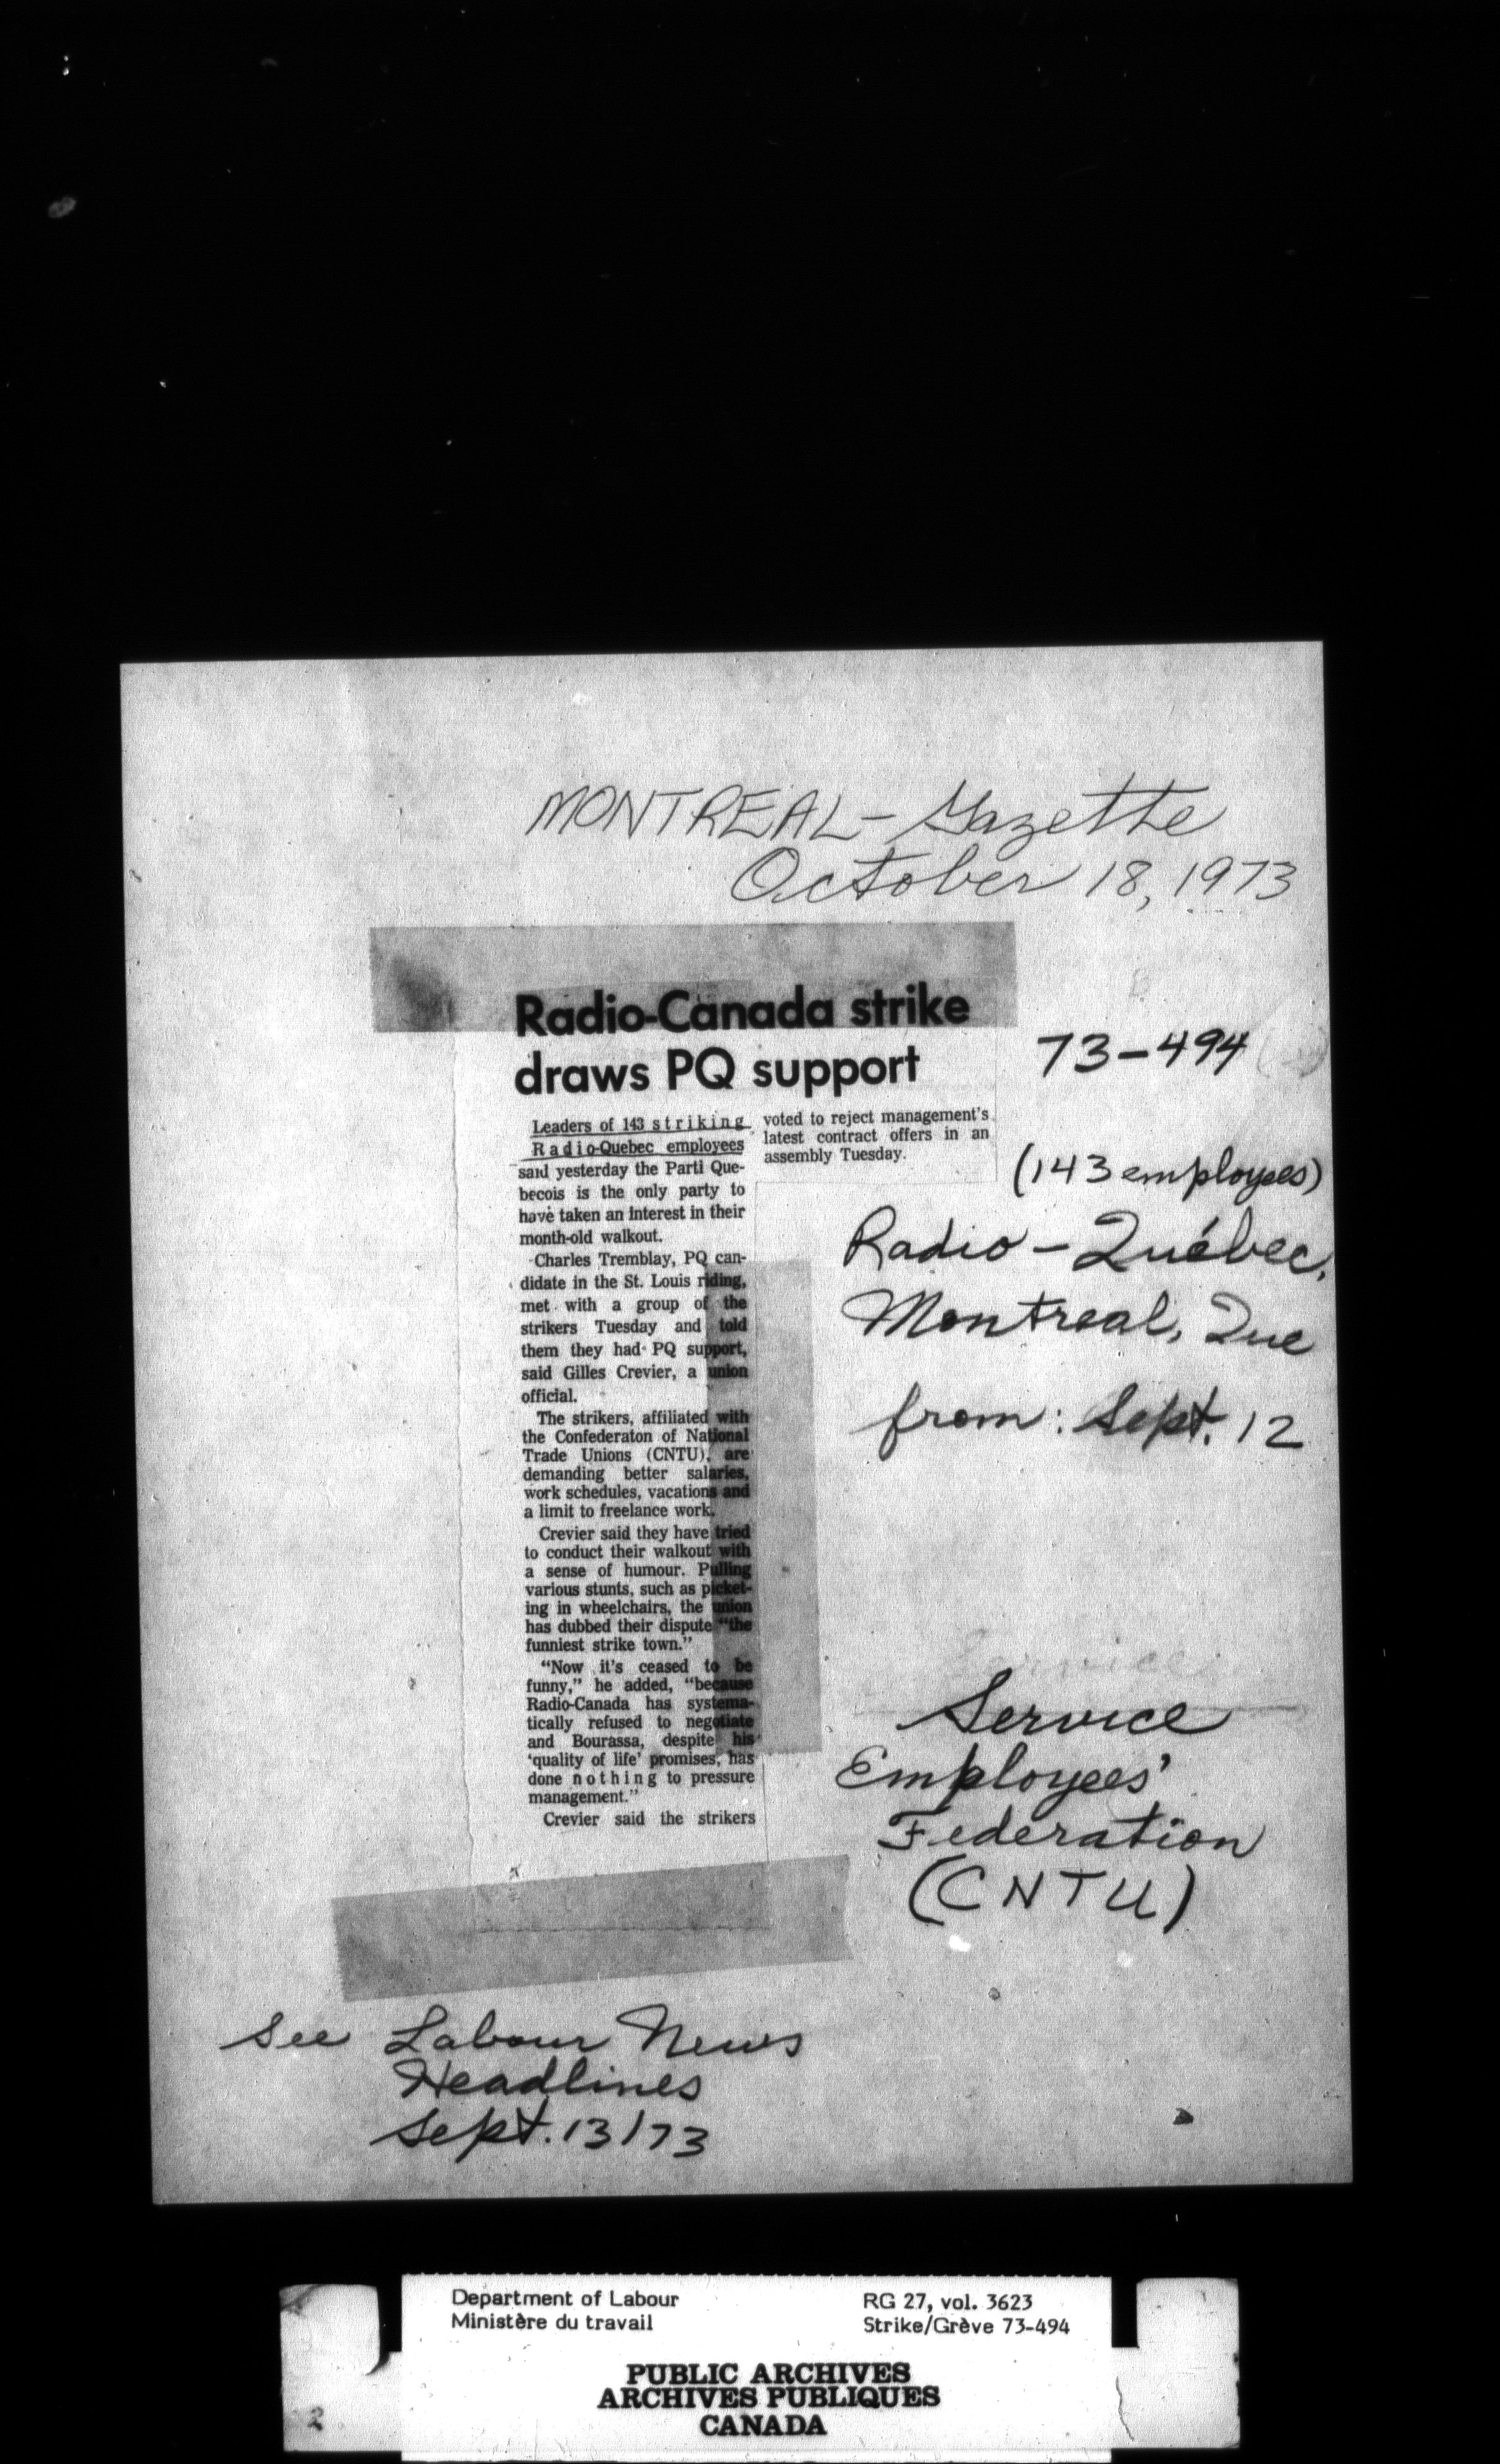 MONTREAL - Gazette
October 18, 1973
Radio-Canada strike
draws PQ support
73-494
Leaders of 143 striking
Radio-Quebec employees
said yesterday the Parti Que-
becois is the only party to
have taken an interest in their
month-old walkout.
Charles Tremblay, PQ can-
didate in the St. Louis riding,
met with a group of the
strikers Tuesday and told
them they had PQ support,
said Gilles Crevier, a union
official.
The strikers, affiliated with
the Confederaton of National
Trade Unions (CNTU), are
demanding better salaries,
work schedules, vacations and
a limit to freelance work.
Crevier said they have tried
to conduct their walkout with
a sense of humour. Pulling
various stunts, such as picket-
ing in wheelchairs, the union
has dubbed their dispute "the
funniest strike town."
"Now it's ceased to be
funny," he added, "because
Radio-Canada has systema-
tically refused to negotiate
and Bourassa, despite his
'quality of life' promises, has
done nothing to pressure
management."
Crevier said the strikers
voted to reject management's
latest contract offers in an
assembly Tuesday.
(143 employees)
Radio-Québec,
Montreal, Que
from: Sept. 12
Service
Service
Employees'
Federation
(CNTU)
See Labour News
Headlines
Sept. 13/73
Department of Labour
Ministère du travail
RG 27, vol. 3623
Strike/Grève 73-494
PUBLIC ARCHIVES
ARCHIVES PUBLIQUES
CANADA
2